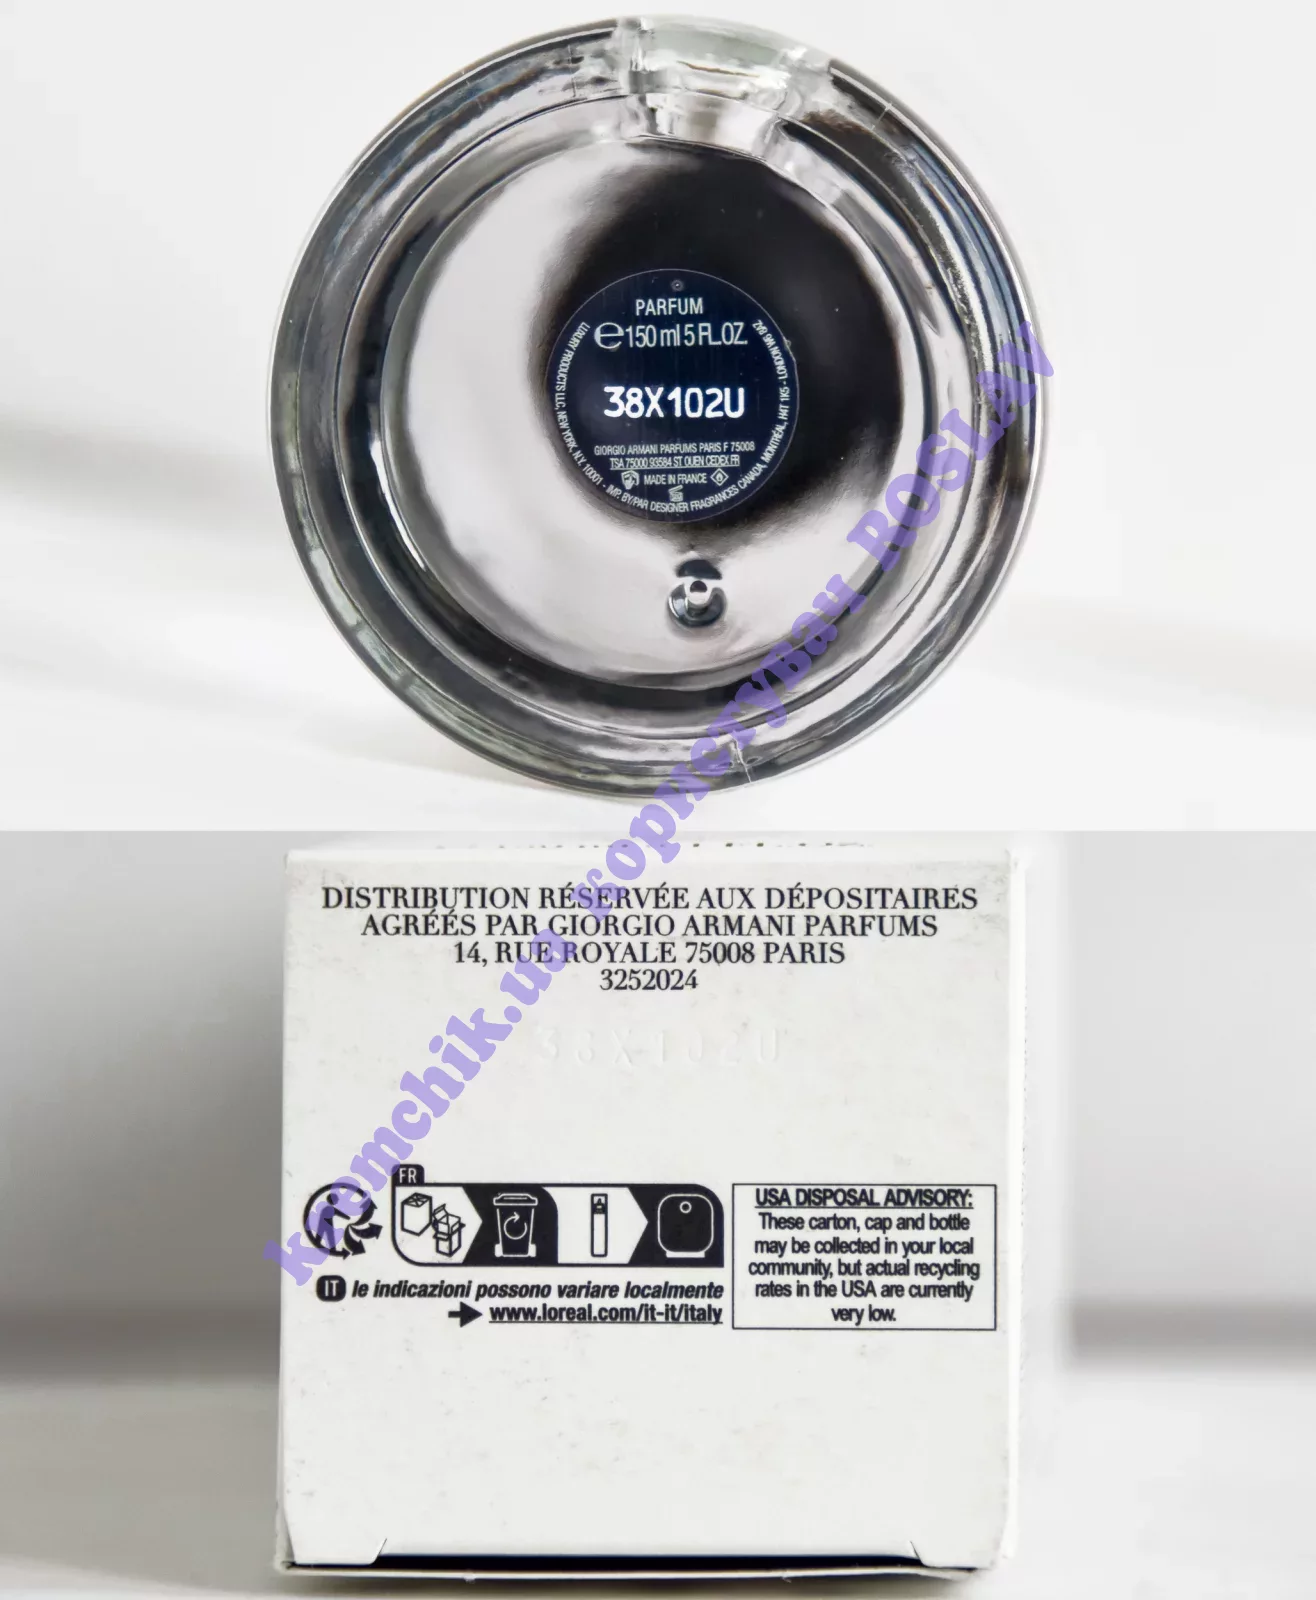 PARFUM
℮150 ml 5 FL.OZ.
38X102U
GIORGIO ARMANI PARFUMS PARIS F 75008
TSA 75000 93584 ST OUEN CEDEX FR
MADE IN FRANCE
LUXURY PRODUCTS LLC, NEW YORK, N.Y. 10001 - IMP. BY/PAR DESIGNER FRAGRANCES CANADA, MONTRÉAL, H4T 1K5 - LONDON W6 8AZ
kremchik.ua Користувач ROSLAV
DISTRIBUTION RÉSERVÉE AUX DÉPOSITAIRES
AGRÉÉS PAR GIORGIO ARMANI PARFUMS
14, RUE ROYALE 75008 PARIS
3252024
38X102U
FR
IT le indicazioni possono variare localmente
www.loreal.com/it-it/italy
USA DISPOSAL ADVISORY:
These carton, cap and bottle
may be collected in your local
community, but actual recycling
rates in the USA are currently
very low.